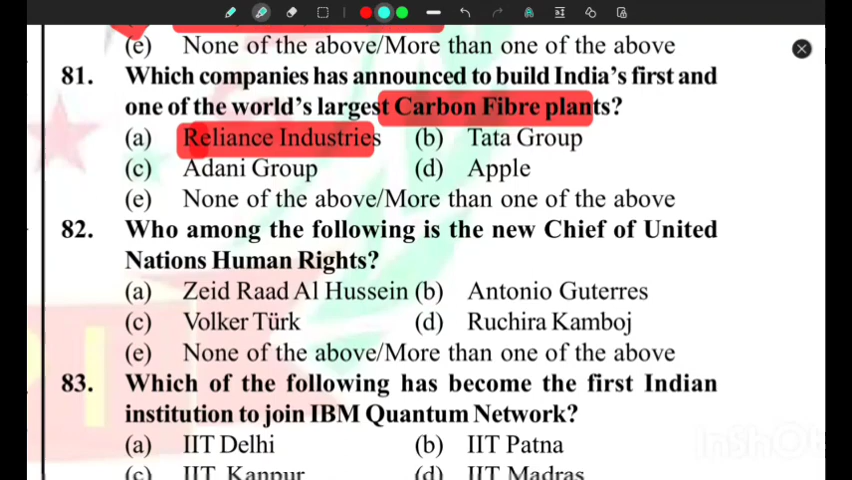 (e) None of the above/More than one of the above
81. Which companies has announced to build India's first and
one of the world's largest Carbon Fibre plants?
(a) Reliance Industries (b) Tata Group
(c) Adani Group (d) Apple
(e) None of the above/More than one of the above
82. Who among the following is the new Chief of United
Nations Human Rights?
(a) Zeid Raad Al Hussein (b) Antonio Guterres
(c) Volker Türk (d) Ruchira Kamboj
(e) None of the above/More than one of the above
83. Which of the following has become the first Indian
institution to join IBM Quantum Network?
(a) IIT Delhi (b) IIT Patna
(c) IIT Kanpur (d) IIT Madras
InShOt